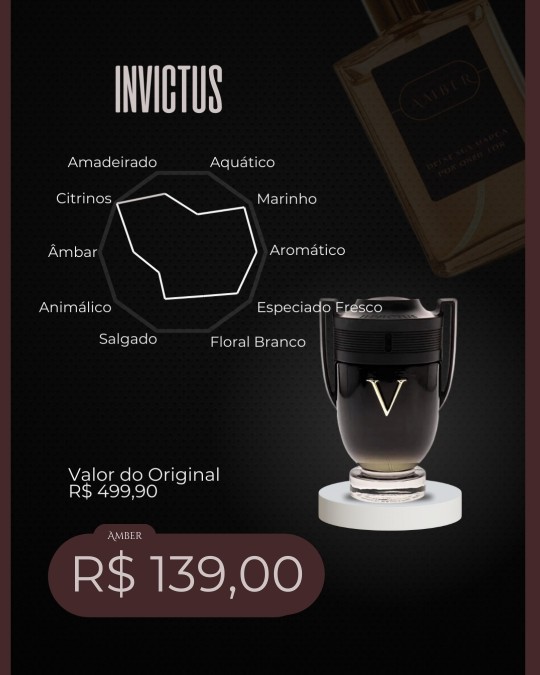 INVICTUS
AMBER
Amadeirado
Aquático
Citrinos
Marinho
Âmbar
Aromático
Animálico
Especiado Fresco
Salgado
Floral Branco
V
Valor do Original
R$ 499,90
AMBER
R$ 139,00